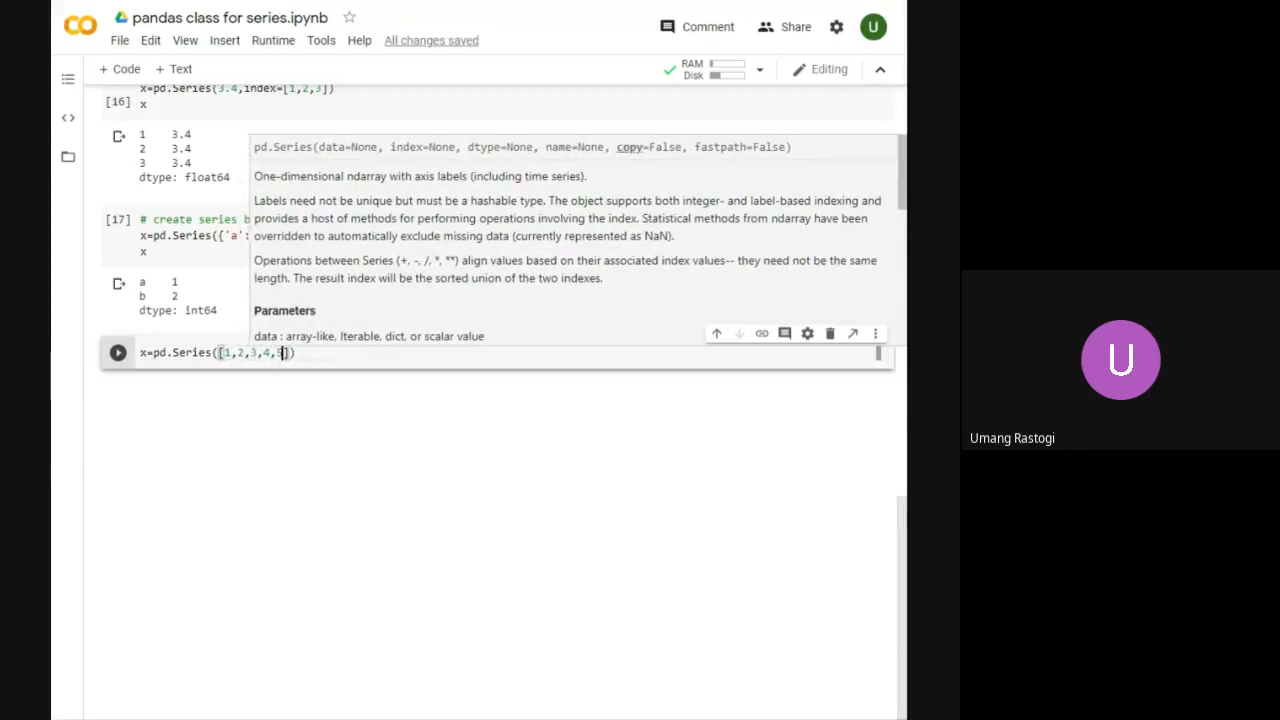 pandas class for series.ipynb
Comment
Share
U
File Edit View Insert Runtime Tools Help All changes saved
+ Code + Text
RAM
Disk
Editing
x=pd.Series(3.4,index=[1,2,3])
[16] x
1 3.4
2 3.4
3 3.4
dtype: float64
pd.Series(data=None, index=None, dtype=None, name=None, copy=False, fastpath=False)
One-dimensional ndarray with axis labels (including time series).
Labels need not be unique but must be a hashable type. The object supports both integer- and label-based indexing and
provides a host of methods for performing operations involving the index. Statistical methods from ndarray have been
overridden to automatically exclude missing data (currently represented as NaN).
Operations between Series (+, -, /, *, **) align values based on their associated index values-- they need not be the same
length. The result index will be the sorted union of the two indexes.
Parameters
data : array-like, Iterable, dict, or scalar value
[17] # create series b
x=pd.Series({'a':
x
a 1
b 2
dtype: int64
x=pd.Series([1,2,3,4,5])
U
Umang Rastogi